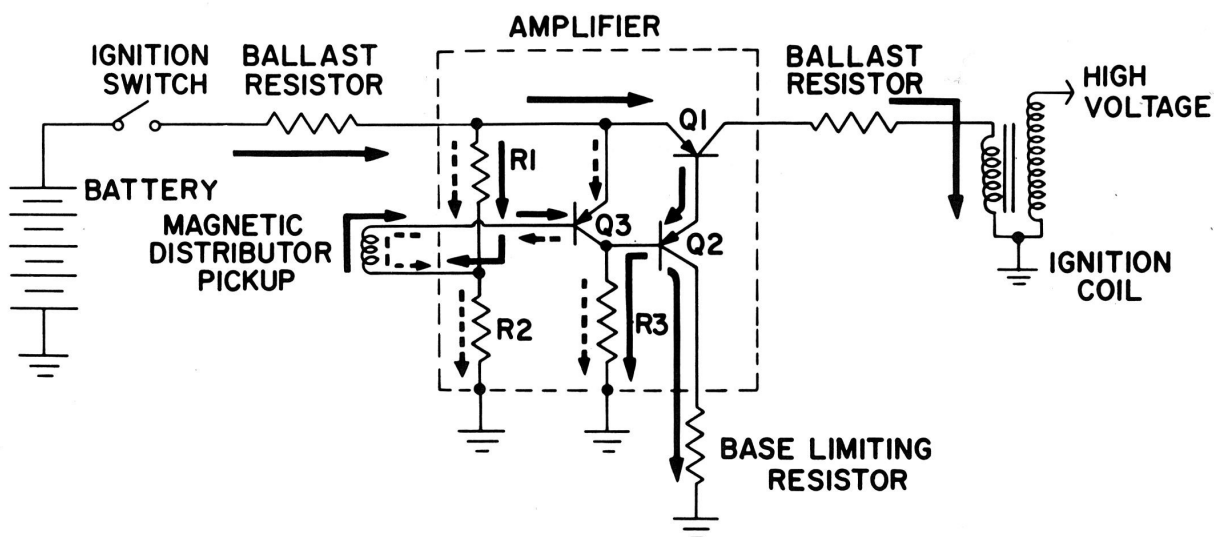 AMPLIFIER
IGNITION
SWITCH
BALLAST
RESISTOR
BALLAST
RESISTOR
HIGH
VOLTAGE
Q1
R1
BATTERY
MAGNETIC
DISTRIBUTOR
PICKUP
Q3
Q2
IGNITION
COIL
R2
R3
BASE LIMITING
RESISTOR